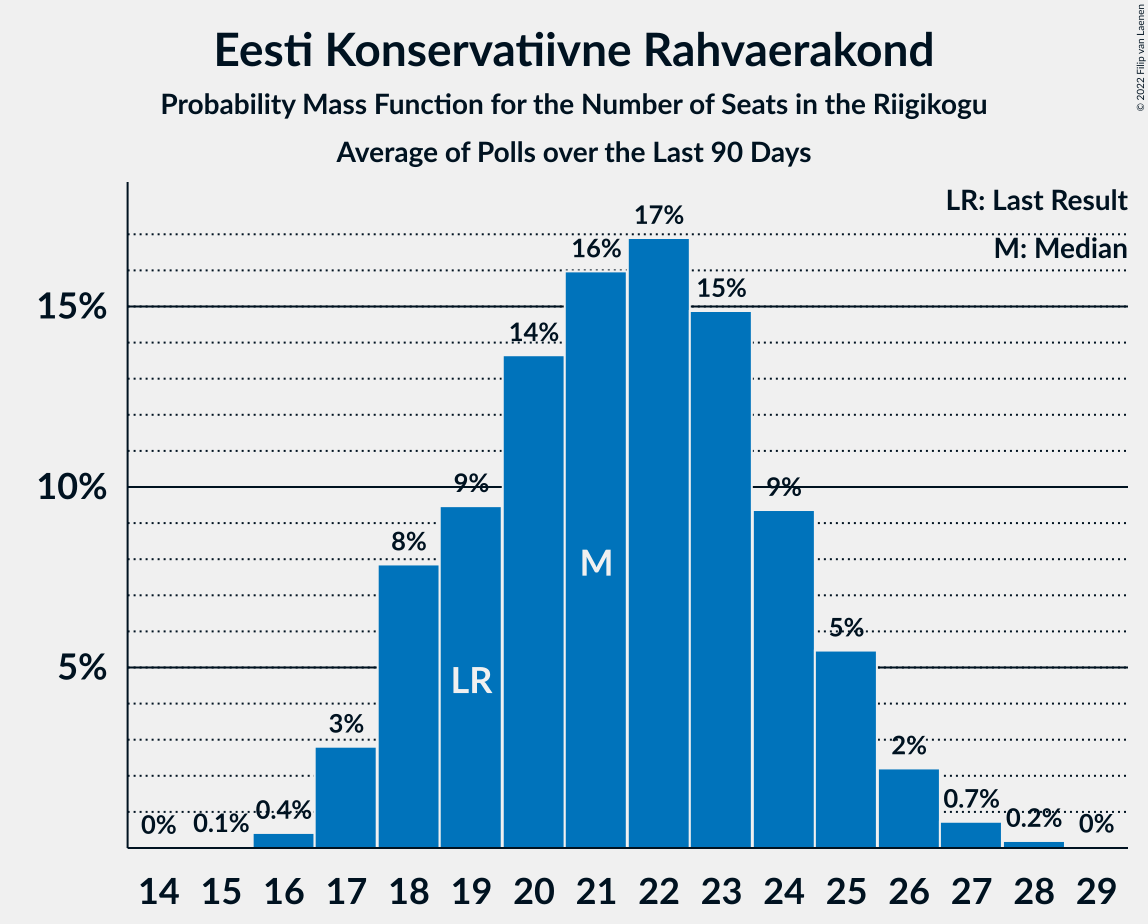 Eesti Konservatiivne Rahvaerakond
Probability Mass Function for the Number of Seats in the Riigikogu
Average of Polls over the Last 90 Days
© 2022 Filip van Laenen
LR: Last Result
M: Median
17%
16%
15%
14%
9%
9%
8%
5%
3%
2%
0.7%
0.4%
0.2%
0.1%
0%
0%
15%
10%
5%
M
LR
14 15 16 17 18 19 20 21 22 23 24 25 26 27 28 29